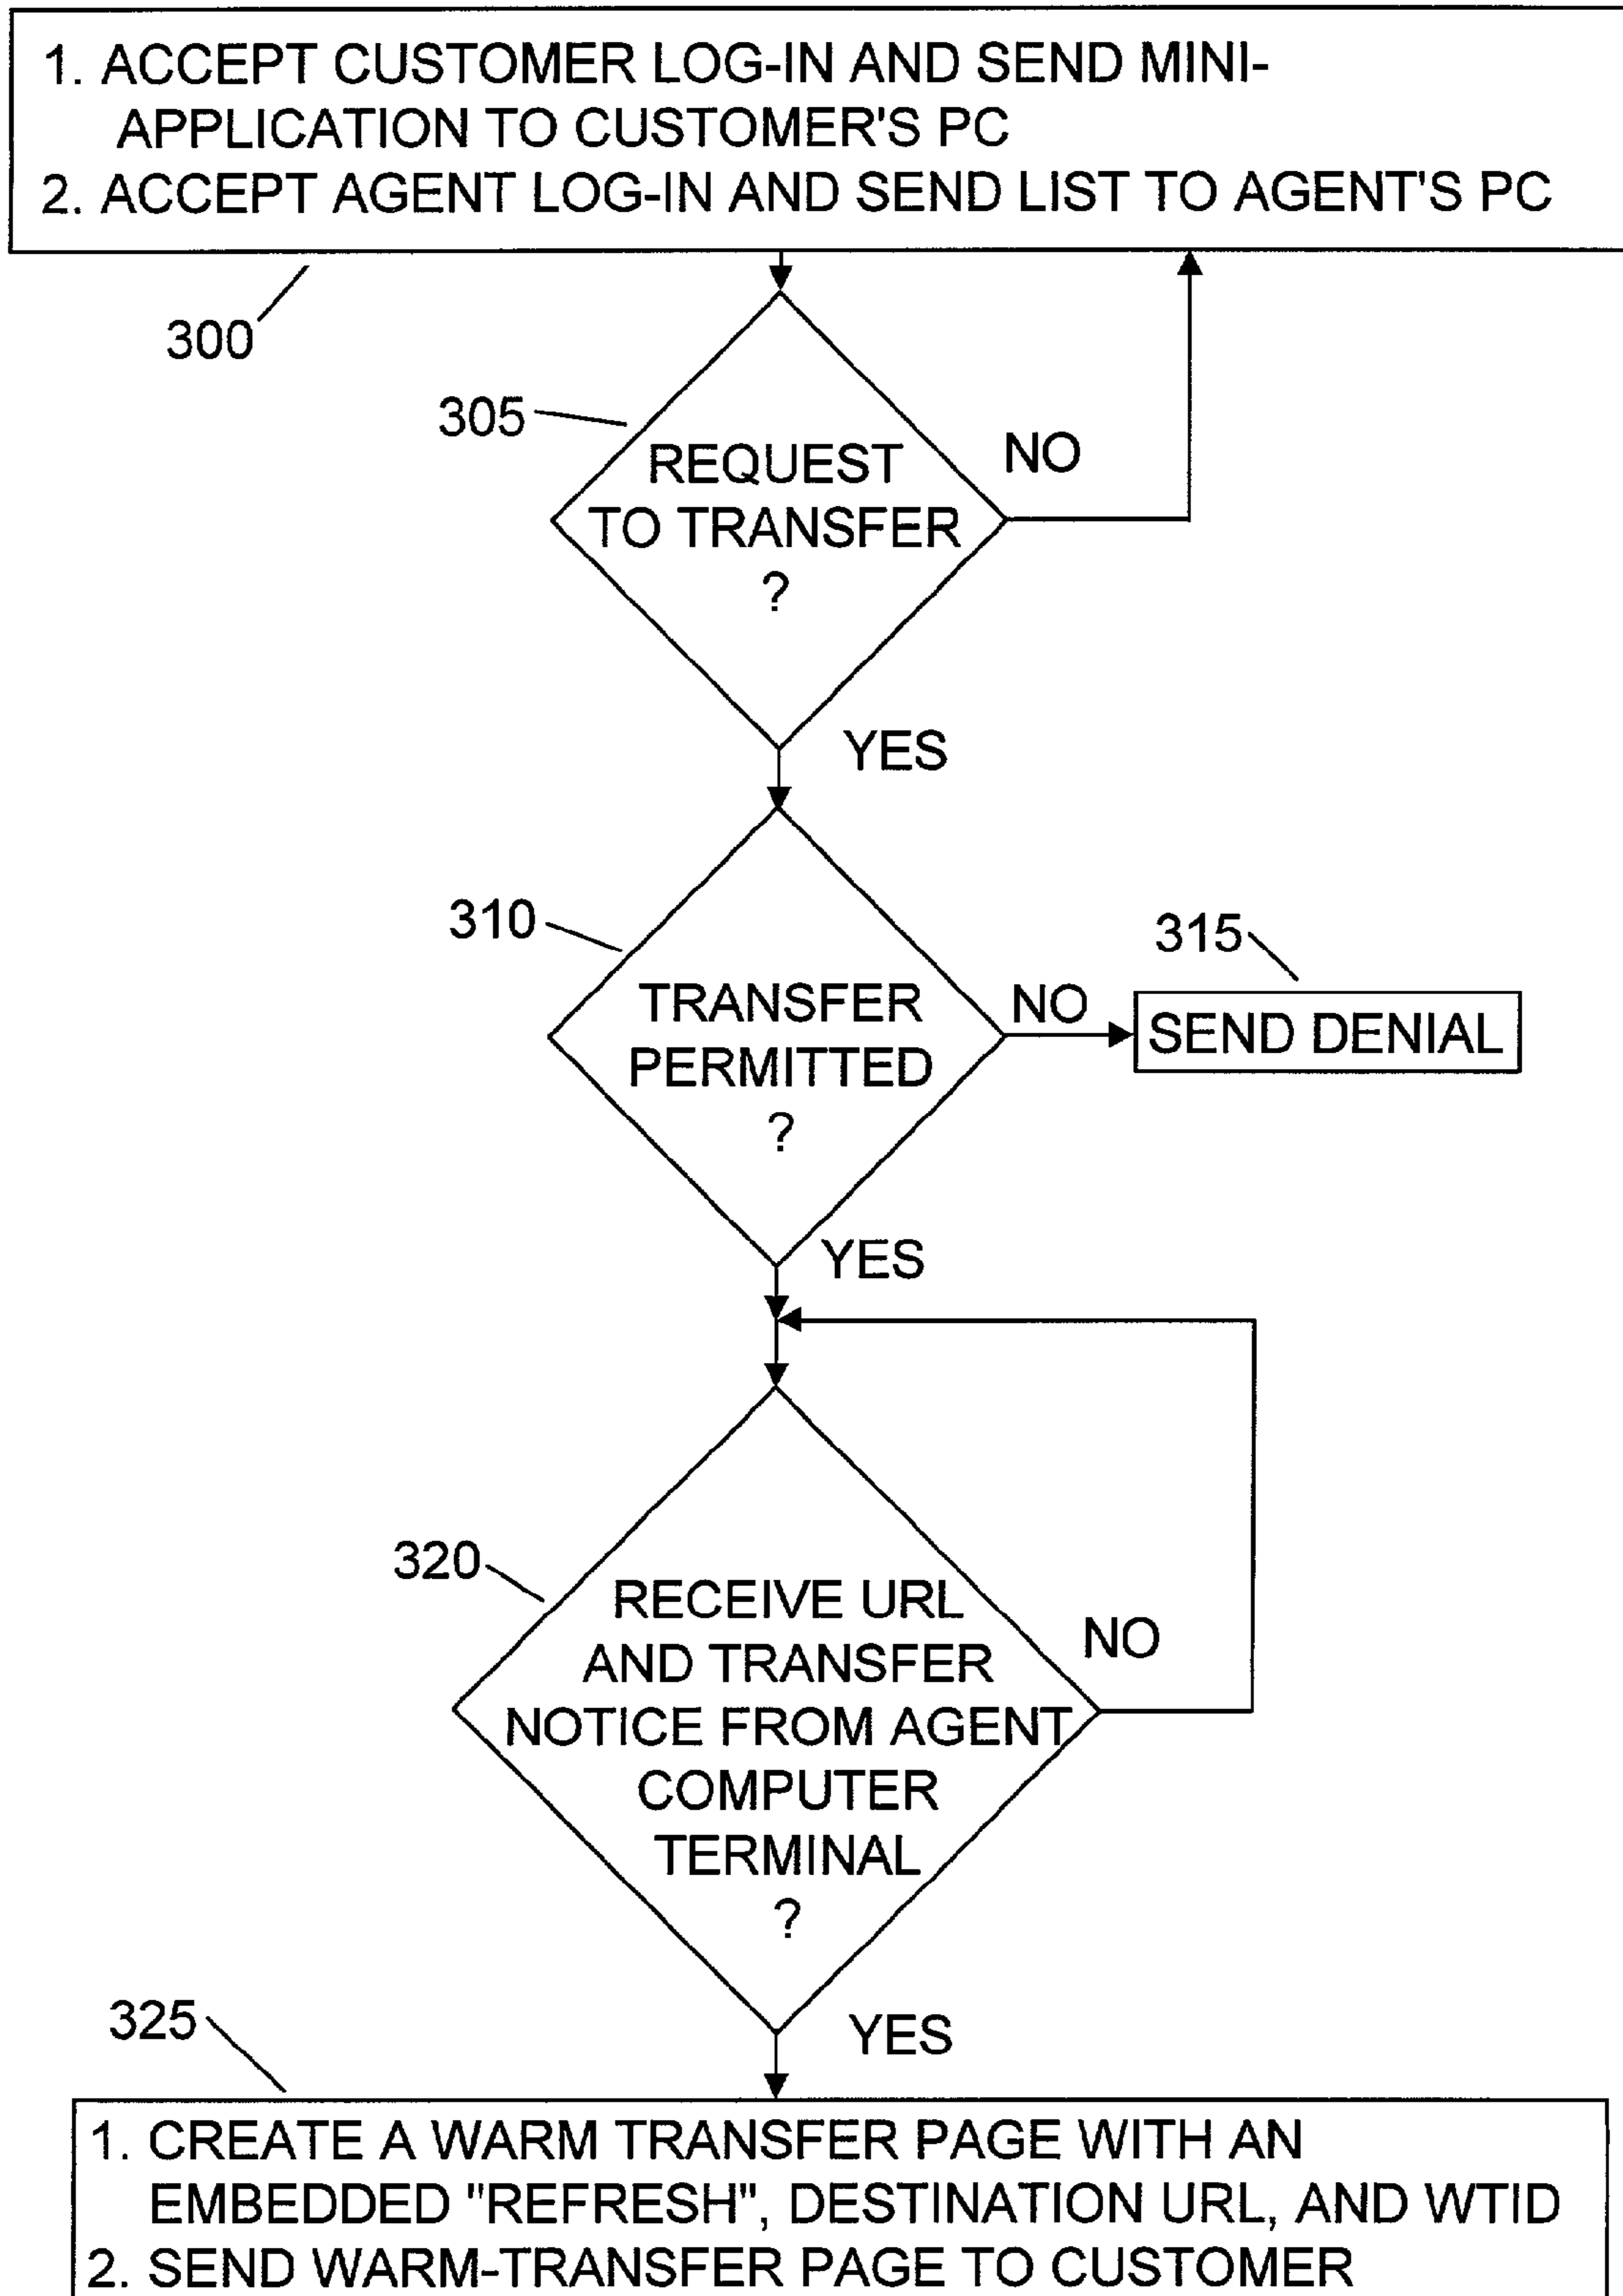 1. ACCEPT CUSTOMER LOG-IN AND SEND MINI-
APPLICATION TO CUSTOMER'S PC
2. ACCEPT AGENT LOG-IN AND SEND LIST TO AGENT'S PC
300
305
REQUEST
TO TRANSFER
?
NO
YES
310
TRANSFER
PERMITTED
?
NO
315
SEND DENIAL
YES
320
RECEIVE URL
AND TRANSFER
NOTICE FROM AGENT
COMPUTER
TERMINAL
?
NO
YES
325
1. CREATE A WARM TRANSFER PAGE WITH AN
EMBEDDED "REFRESH", DESTINATION URL, AND WTID
2. SEND WARM-TRANSFER PAGE TO CUSTOMER